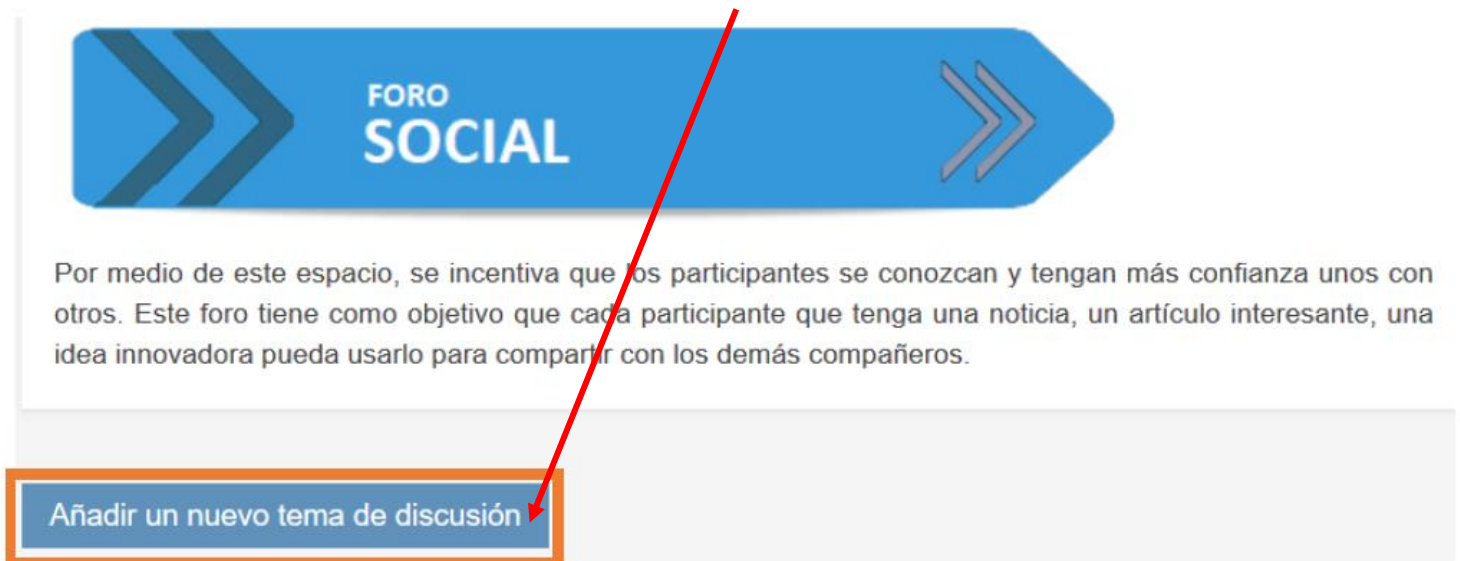 FORO
SOCIAL
Por medio de este espacio, se incentiva que los participantes se conozcan y tengan más confianza unos con
otros. Este foro tiene como objetivo que cada participante que tenga una noticia, un artículo interesante, una
idea innovadora pueda usarlo para compartir con los demás compañeros.
Añadir un nuevo tema de discusión